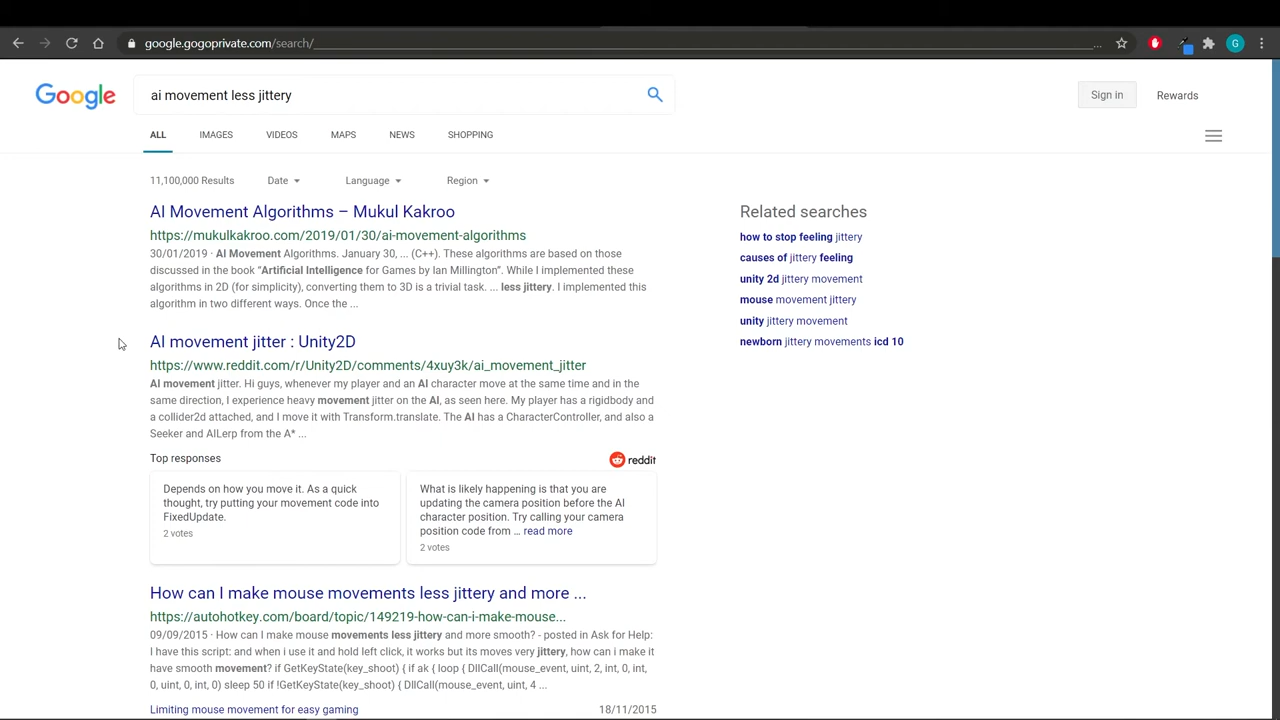 google.gogoprivate.com/search/ ...
G
Google
ai movement less jittery
Sign in
Rewards
ALL
IMAGES
VIDEOS
MAPS
NEWS
SHOPPING
11,100,000 Results
Date
Language
Region
AI Movement Algorithms – Mukul Kakroo
https://mukulkakroo.com/2019/01/30/ai-movement-algorithms
30/01/2019 · AI Movement Algorithms. January 30, ... (C++). These algorithms are based on those
discussed in the book “Artificial Intelligence for Games by Ian Millington”. While I implemented these
algorithms in 2D (for simplicity), converting them to 3D is a trivial task. ... less jittery. I implemented this
algorithm in two different ways. Once the ...
AI movement jitter : Unity2D
https://www.reddit.com/r/Unity2D/comments/4xuy3k/ai_movement_jitter
AI movement jitter. Hi guys, whenever my player and an AI character move at the same time and in the
same direction, I experience heavy movement jitter on the AI, as seen here. My player has a rigidbody and
a collider2d attached, and I move it with Transform.translate. The AI has a CharacterController, and also a
Seeker and AILerp from the A* ...
Top responses
reddit
Depends on how you move it. As a quick
thought, try putting your movement code into
FixedUpdate.
2 votes
What is likely happening is that you are
updating the camera position before the AI
character position. Try calling your camera
position code from … read more
2 votes
How can I make mouse movements less jittery and more ...
https://autohotkey.com/board/topic/149219-how-can-i-make-mouse...
09/09/2015 · How can I make mouse movements less jittery and more smooth? - posted in Ask for Help:
I have this script: and when i use it and hold left click, it works but its moves very jittery, how can i make it
have smooth movement? if GetKeyState(key_shoot) { if ak { loop { DllCall(mouse_event, uint, 2, int, 0, int,
0, uint, 0, int, 0) sleep 50 if !GetKeyState(key_shoot) { DllCall(mouse_event, uint, 4 ...
Limiting mouse movement for easy gaming
18/11/2015
Related searches
how to stop feeling jittery
causes of jittery feeling
unity 2d jittery movement
mouse movement jittery
unity jittery movement
newborn jittery movements icd 10